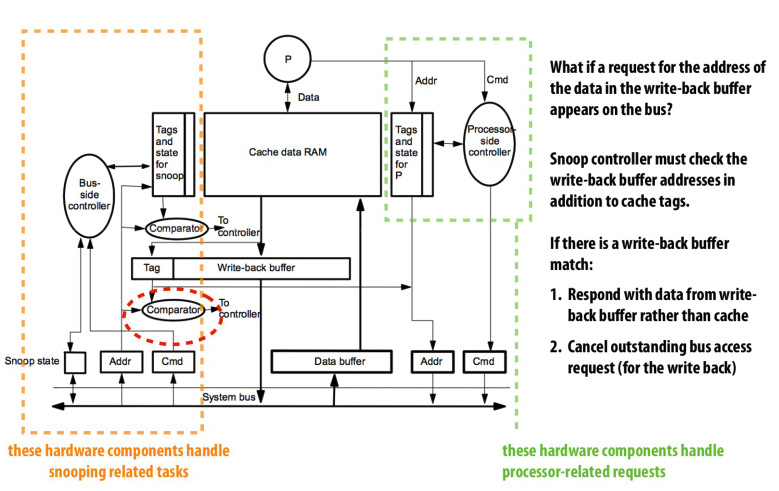 P
Data
Addr
Cmd
Tags
and
state
for
snoop
Cache data RAM
Tags
and
state
for
P
Processor-
side
controller
Bus-
side
controller
Comparator
To
controller
Tag
Write-back buffer
Comparator
To
controller
Snoop state
Addr
Cmd
Data buffer
Addr
Cmd
System bus
these hardware components handle
snooping related tasks
these hardware components handle
processor-related requests
What if a request for the address of
the data in the write-back buffer
appears on the bus?
Snoop controller must check the
write-back buffer addresses in
addition to cache tags.
If there is a write-back buffer
match:
1. Respond with data from write-
back buffer rather than cache
2. Cancel outstanding bus access
request (for the write back)